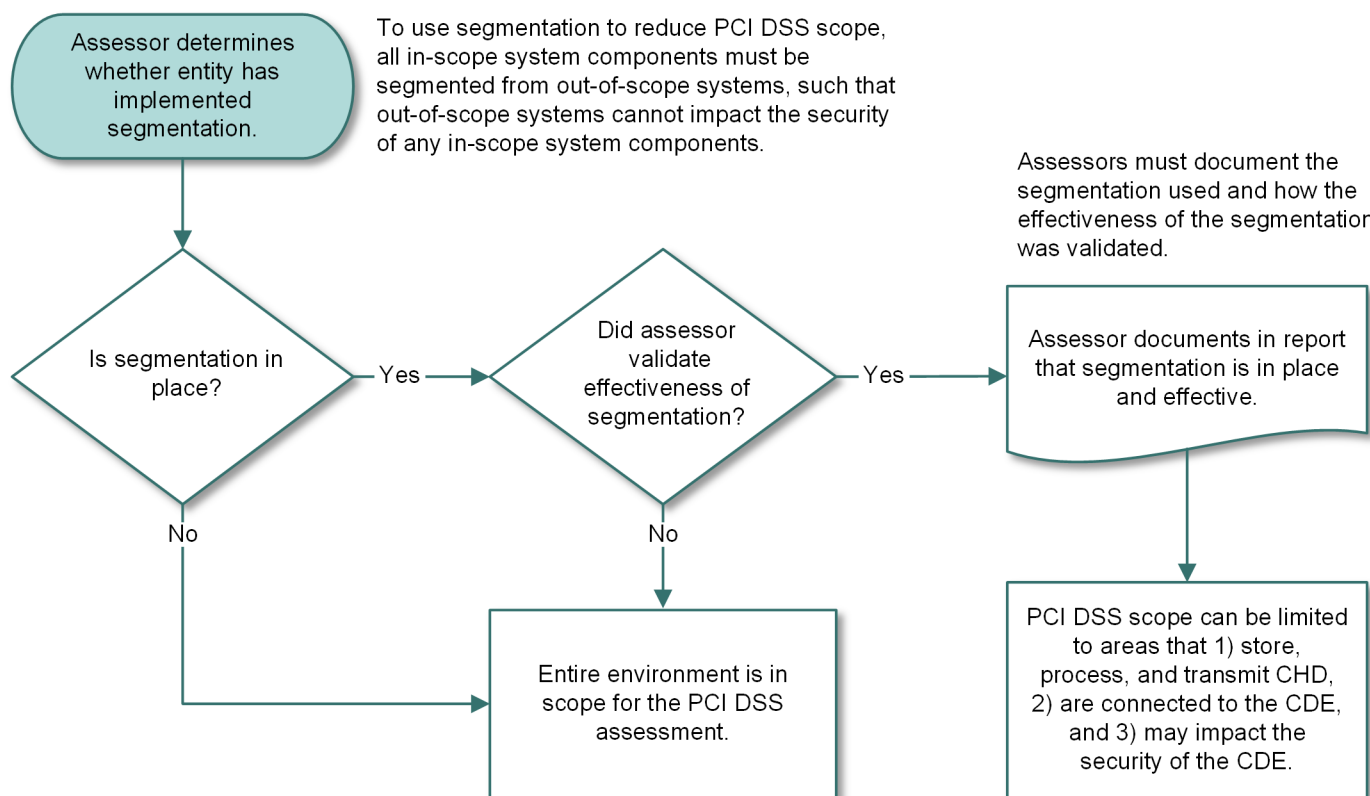 Assessor determines
whether entity has
implemented
segmentation.
To use segmentation to reduce PCI DSS scope,
all in-scope system components must be
segmented from out-of-scope systems, such that
out-of-scope systems cannot impact the security
of any in-scope system components.
Assessors must document the
segmentation used and how the
effectiveness of the segmentation
was validated.
Is segmentation in
place?
Yes
Did assessor
validate
effectiveness of
segmentation?
Yes
Assessor documents in report
that segmentation is in place
and effective.
No
No
Entire environment is in
scope for the PCI DSS
assessment.
PCI DSS scope can be limited
to areas that 1) store,
process, and transmit CHD,
2) are connected to the CDE,
and 3) may impact the
security of the CDE.